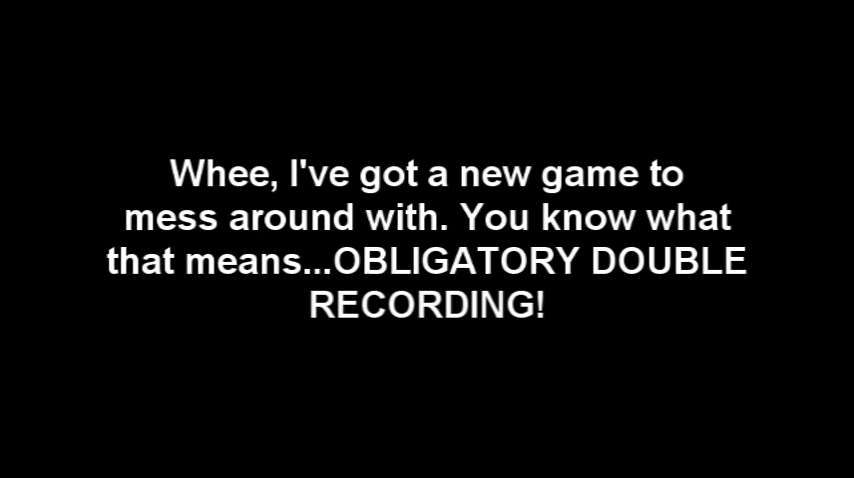 Whee, I've got a new game to
mess around with. You know what
that means...OBLIGATORY DOUBLE
RECORDING!